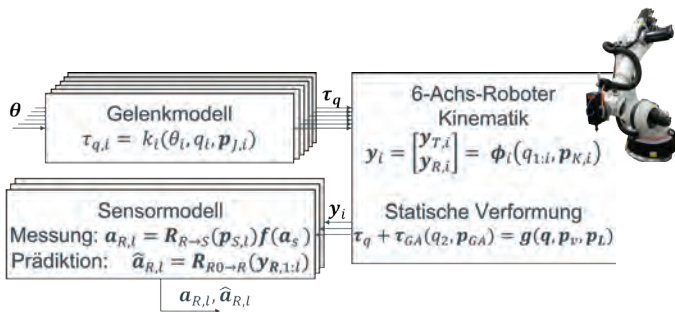 θ
Gelenkmodell
τ_{q,i} = k_i(θ_i, q_i, p_{J,i})
τ_q
6-Achs-Roboter
Kinematik
y_i = [y_{T,i} y_{R,i}] = ϕ_i(q_{1:i}, p_{K,i})
Statische Verformung
τ_q + τ_{GA}(q_2, p_{GA}) = g(q, p_v, p_L)
y_i
Sensormodell
Messung: a_{R,l} = R_{R→S}(p_{S,l})f(a_s)
Prädiktion: â_{R,l} = R_{R0→R}(y_{R,1:l})
a_{R,l}, â_{R,l}